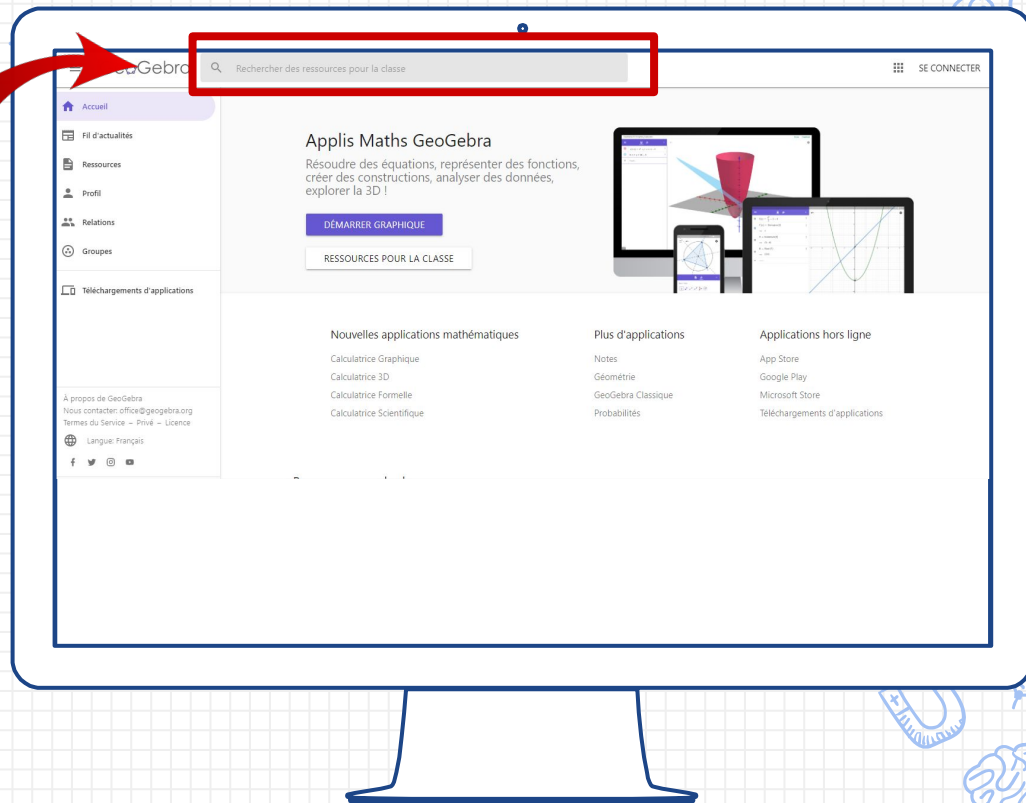 Gebra
Rechercher des ressources pour la classe
SE CONNECTER
Accueil
Fil d'actualités
Ressources
Profil
Relations
Groupes
Téléchargements d'applications
À propos de GeoGebra
Nous contacter: office@geogebra.org
Termes du Service – Privé – Licence
Langue: Français
Applis Maths GeoGebra
Résoudre des équations, représenter des fonctions,
créer des constructions, analyser des données,
explorer la 3D !
DÉMARRER GRAPHIQUE
RESSOURCES POUR LA CLASSE
Nouvelles applications mathématiques
Calculatrice Graphique
Calculatrice 3D
Calculatrice Formelle
Calculatrice Scientifique
Plus d'applications
Notes
Géométrie
GeoGebra Classique
Probabilités
Applications hors ligne
App Store
Google Play
Microsoft Store
Téléchargements d'applications